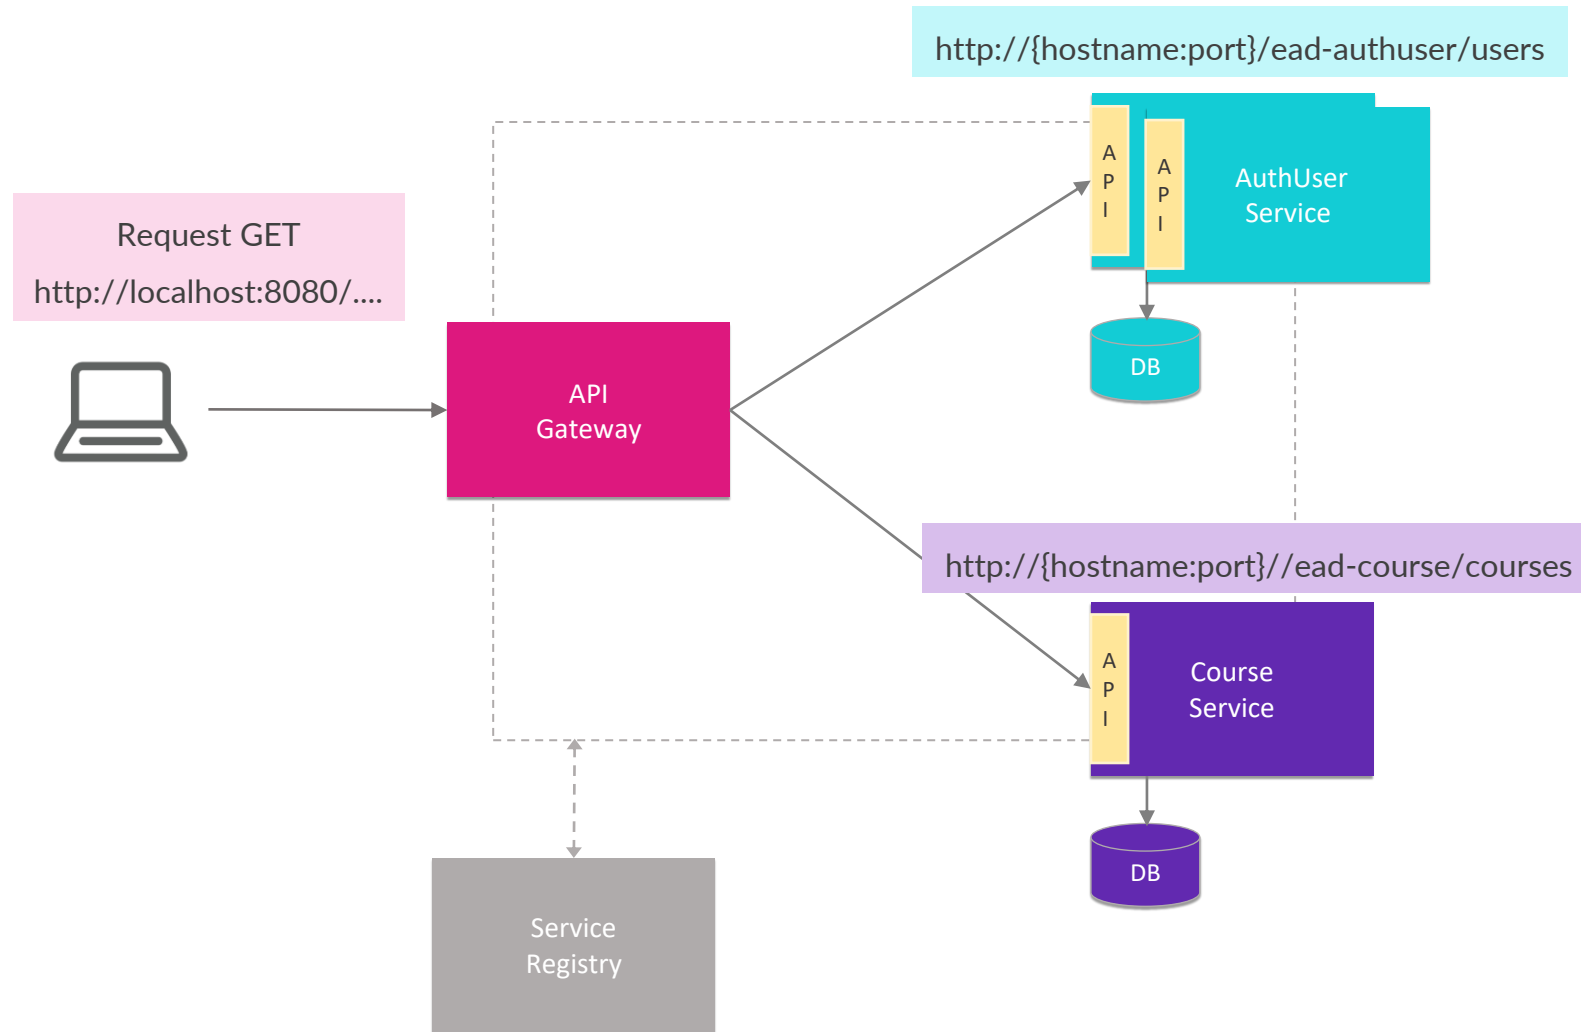 http://{hostname:port}/ead-authuser/users
Request GET
http://localhost:8080/....
A
P
I
A
P
I
AuthUser
Service
DB
API
Gateway
http://{hostname:port}//ead-course/courses
A
P
I
Course
Service
DB
Service
Registry